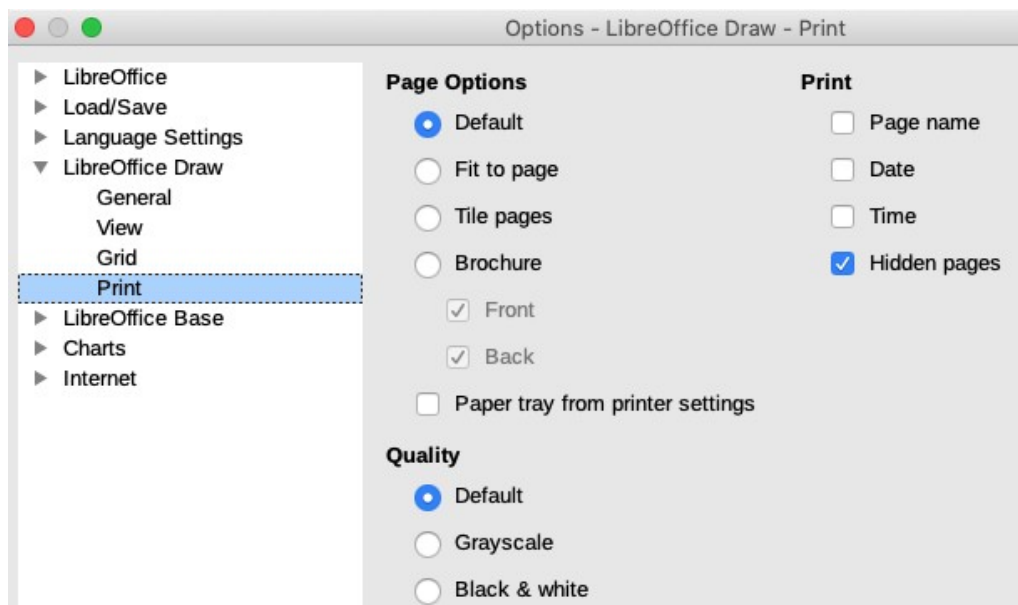 Options - LibreOffice Draw - Print
LibreOffice
Load/Save
Language Settings
LibreOffice Draw
General
View
Grid
Print
LibreOffice Base
Charts
Internet
Page Options
Default
Fit to page
Tile pages
Brochure
Front
Back
Paper tray from printer settings
Quality
Default
Grayscale
Black & white
Print
Page name
Date
Time
Hidden pages